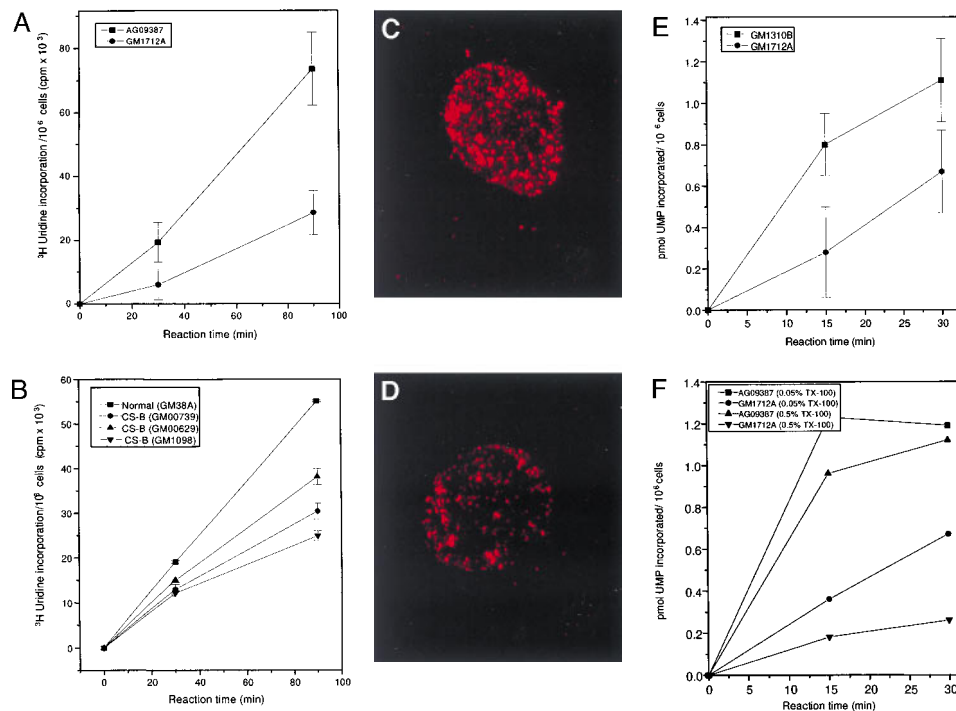 A
AG09387
GM1712A
³H Uridine incorporation /10⁶ cells (cpm x 10³)
80
60
40
20
0
0 20 40 60 80 100
Reaction time (min)
B
Normal (GM38A)
CS-B (GM00739)
CS-B (GM00629)
CS-B (GM1098)
60
50
40
30
20
10
0
0 20 40 60 80 100
Reaction time (min)
C
D
E
GM1310B
GM1712A
pmol UMP incorporated/ 10⁶ cells
1.4
1.2
1.0
0.8
0.6
0.4
0.2
0.0
0 5 10 15 20 25 30
Reaction time (min)
F
AG09387 (0.05% TX-100)
GM1712A (0.05% TX-100)
AG09387 (0.5% TX-100)
GM1712A (0.5% TX-100)
pmol UMP incorporated/ 10⁶ cells
1.4
1.2
1.0
0.8
0.6
0.4
0.2
0.0
0 5 10 15 20 25 30
Reaction time (min)